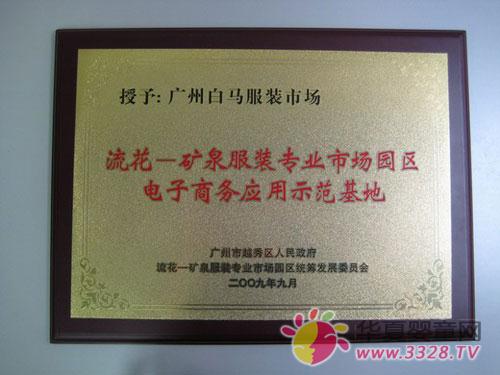 授予: 广州白马服装市场
流花—矿泉服装专业市场园区
电子商务应用示范基地
广州市越秀区人民政府
流花—矿泉服装专业市场园区统筹发展委员会
二〇〇九年九月
华夏婴童网
www.3328.TV